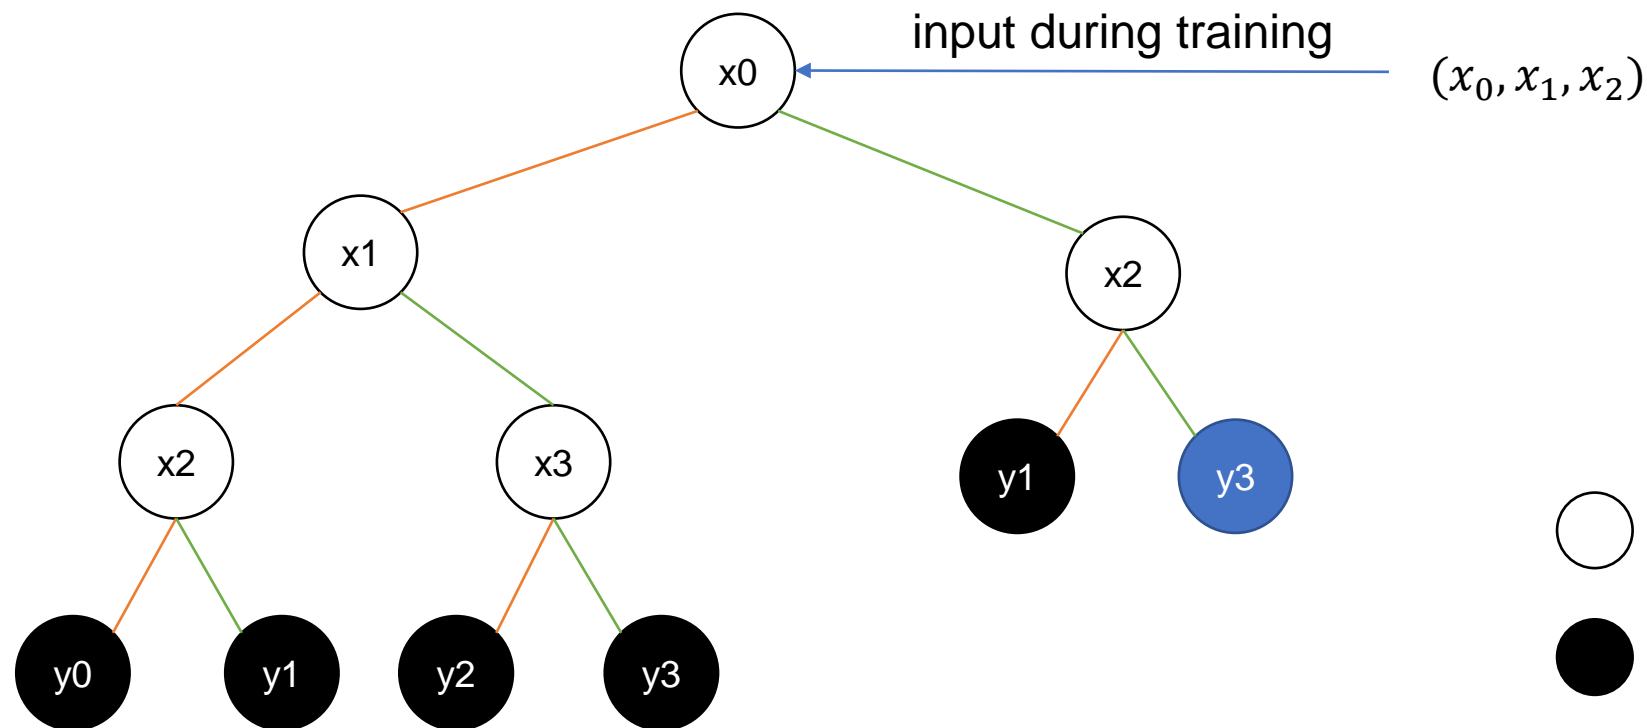 input during training
x0
(x₀, x₁, x₂)
x1
x2
x2
x3
y1
y3
y0
y1
y2
y3